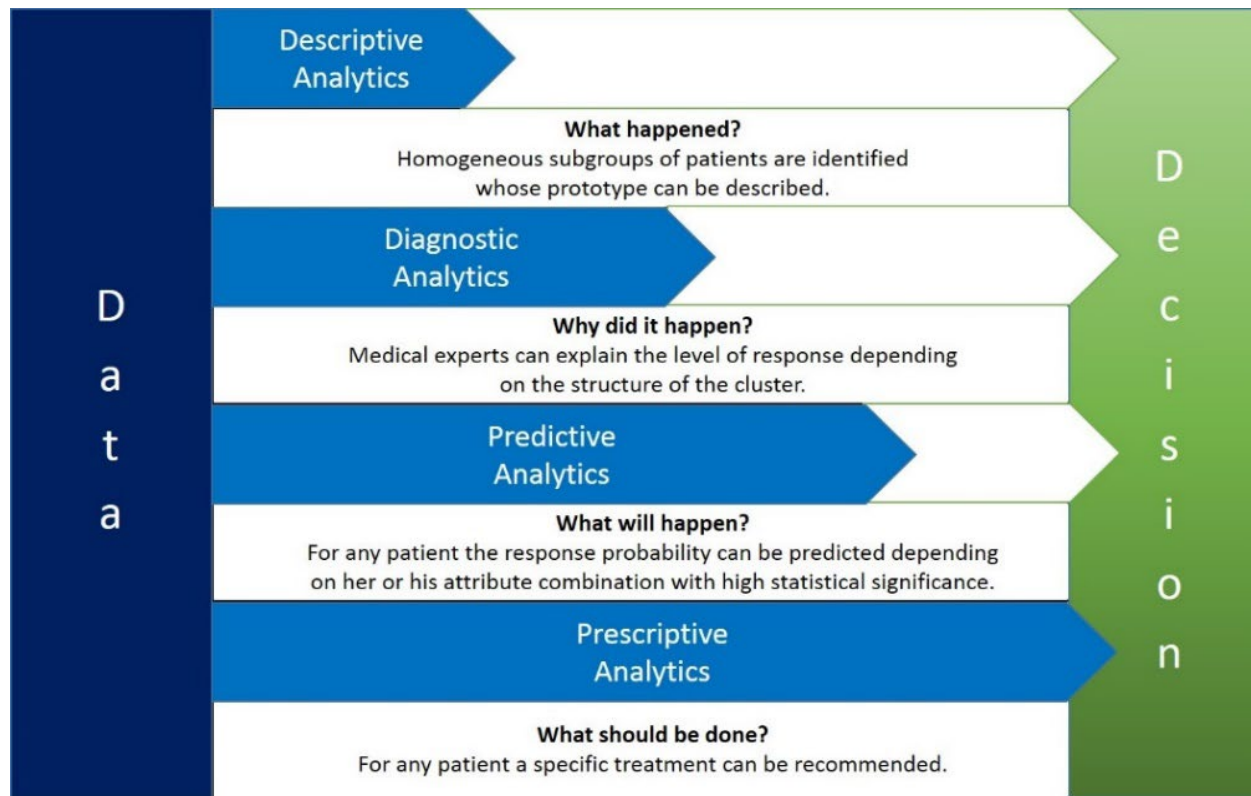 Data
Descriptive
Analytics
What happened?
Homogeneous subgroups of patients are identified
whose prototype can be described.
Diagnostic
Analytics
Why did it happen?
Medical experts can explain the level of response depending
on the structure of the cluster.
Predictive
Analytics
What will happen?
For any patient the response probability can be predicted depending
on her or his attribute combination with high statistical significance.
Prescriptive
Analytics
What should be done?
For any patient a specific treatment can be recommended.
Decision